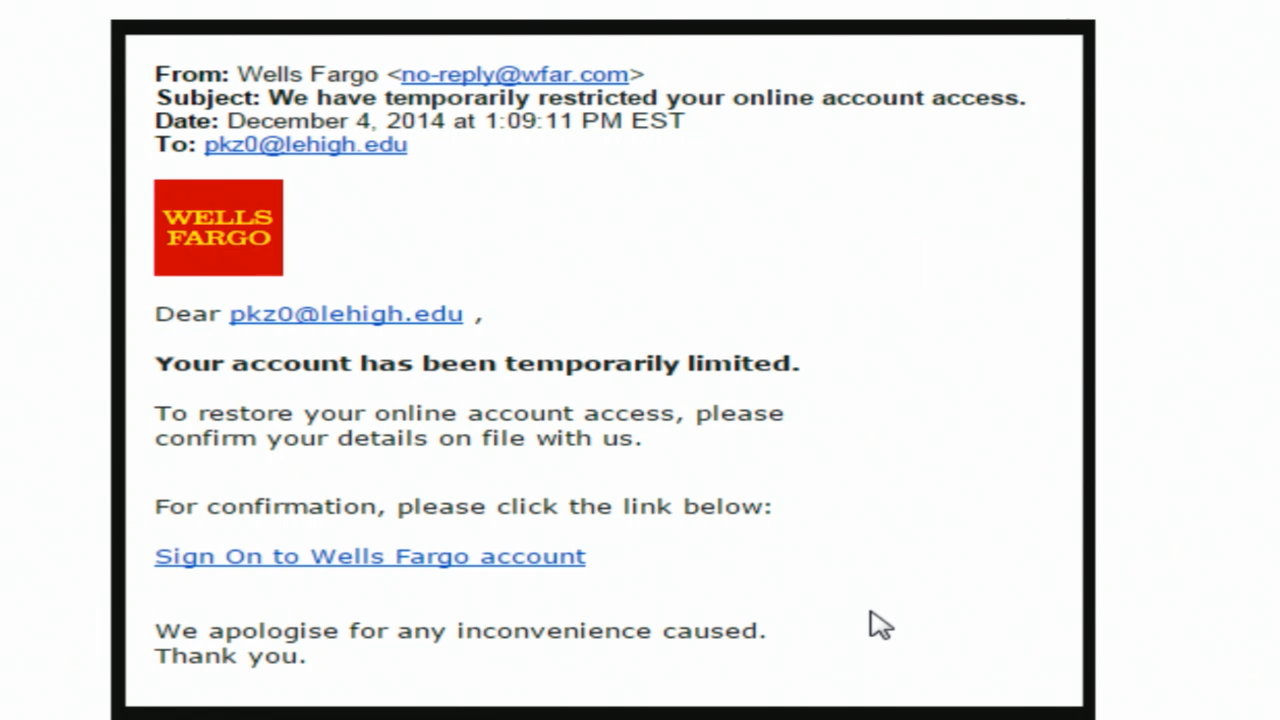 From: Wells Fargo <no-reply@wfar.com>
Subject: We have temporarily restricted your online account access.
Date: December 4, 2014 at 1:09:11 PM EST
To: pkz0@lehigh.edu
WELLS
FARGO
Dear pkz0@lehigh.edu ,
Your account has been temporarily limited.
To restore your online account access, please
confirm your details on file with us.
For confirmation, please click the link below:
Sign On to Wells Fargo account
We apologise for any inconvenience caused.
Thank you.